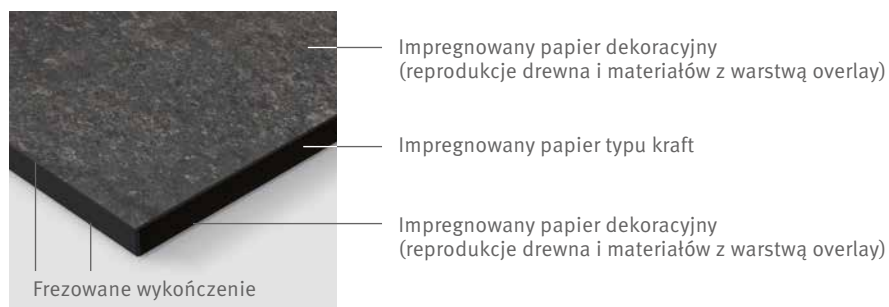 Impregnowany papier dekoracyjny
(reprodukcje drewna i materiałów z warstwą overlay)
Impregnowany papier typu kraft
Impregnowany papier dekoracyjny
(reprodukcje drewna i materiałów z warstwą overlay)
Frezowane wykończenie